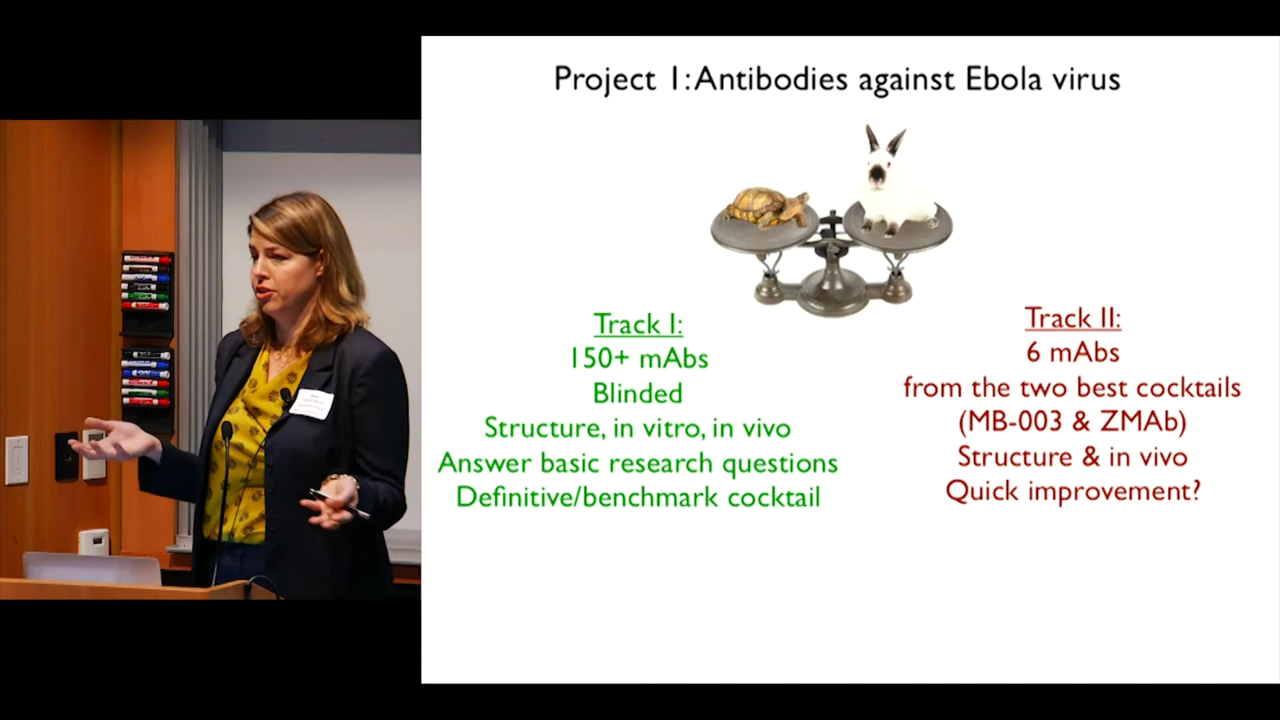 Project 1: Antibodies against Ebola virus
Track I:
150+ mAbs
Blinded
Structure, in vitro, in vivo
Answer basic research questions
Definitive/benchmark cocktail
Track II:
6 mAbs
from the two best cocktails
(MB-003 & ZMAb)
Structure & in vivo
Quick improvement?